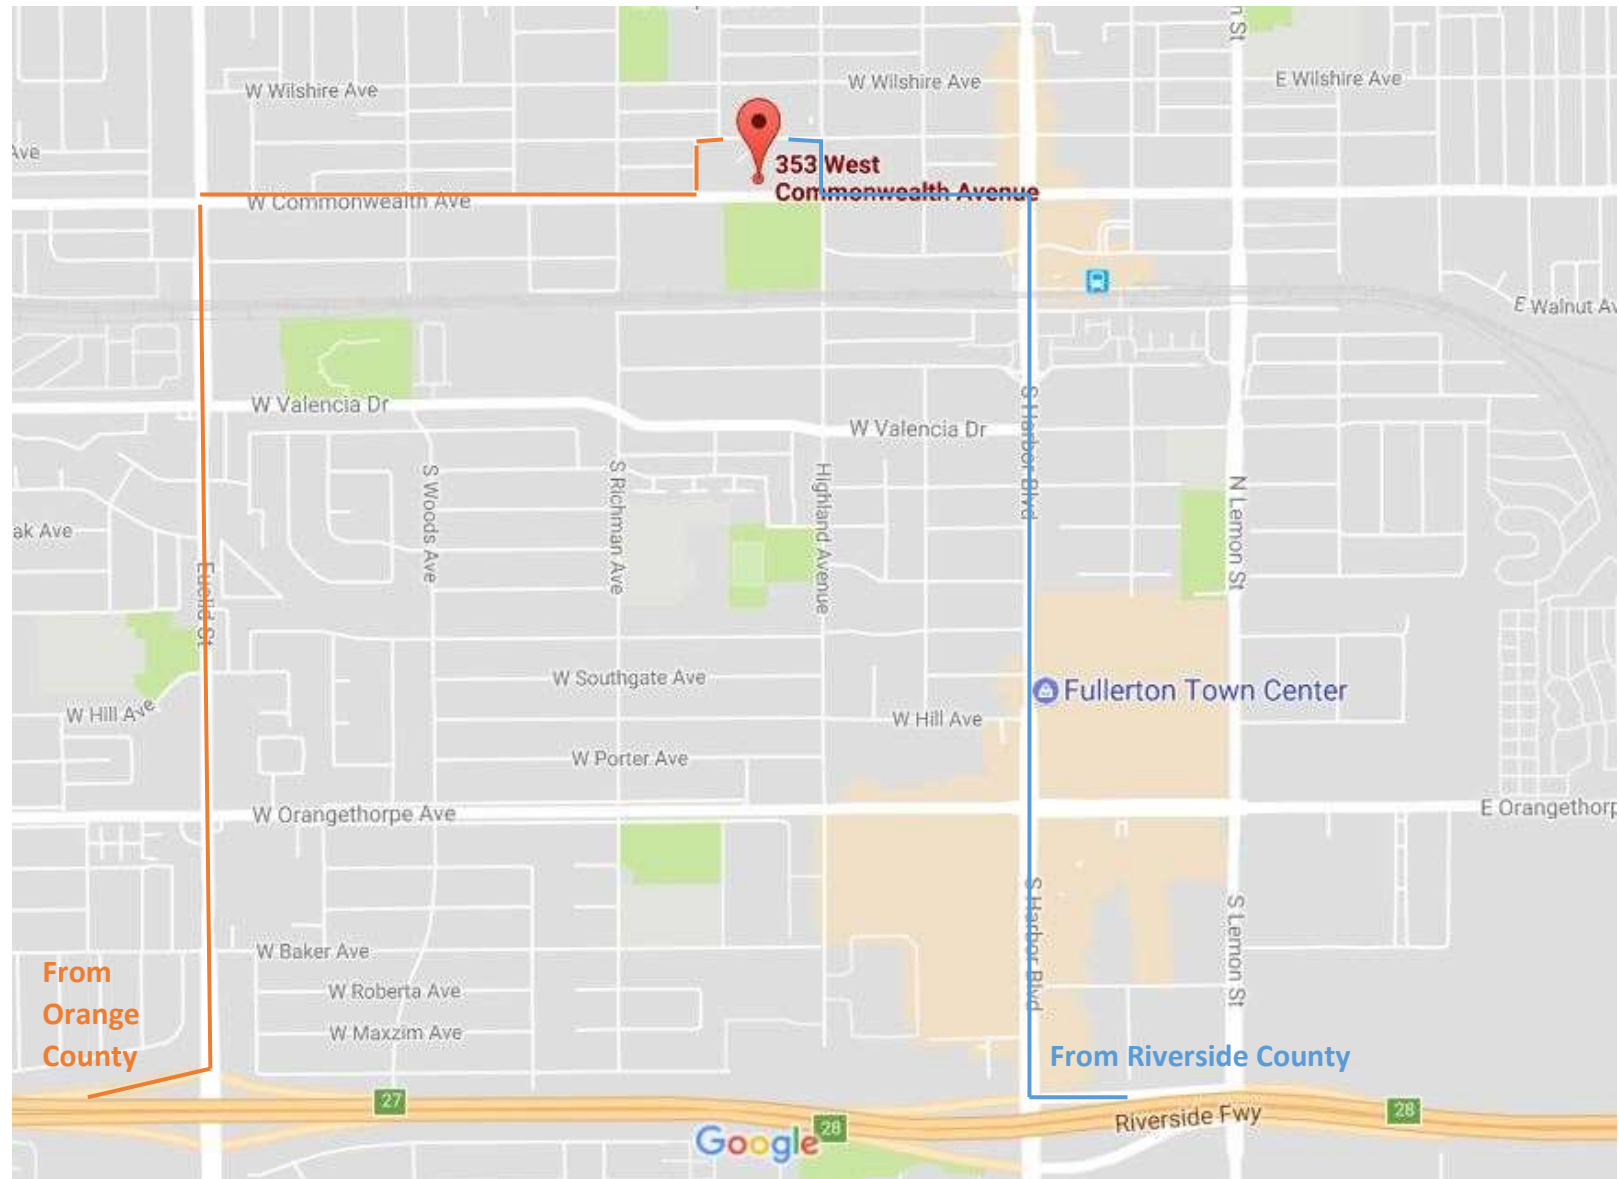 n St
W Wilshire Ave
W Wilshire Ave
E Wilshire Ave
Ave
353 West
Commonwealth Avenue
W Commonwealth Ave
E Walnut Av
W Valencia Dr
W Valencia Dr
S Harbor Blvd
S Woods Ave
S Richman Ave
Highland Avenue
N Lemon St
ak Ave
Euclid St
W Southgate Ave
Fullerton Town Center
W Hill Ave
W Hill Ave
W Porter Ave
W Orangethorpe Ave
E Orangethorp
S Harbor Blvd
S Lemon St
W Baker Ave
From
Orange
County
W Roberta Ave
W Maxzim Ave
From Riverside County
27
28
28
Riverside Fwy
Google